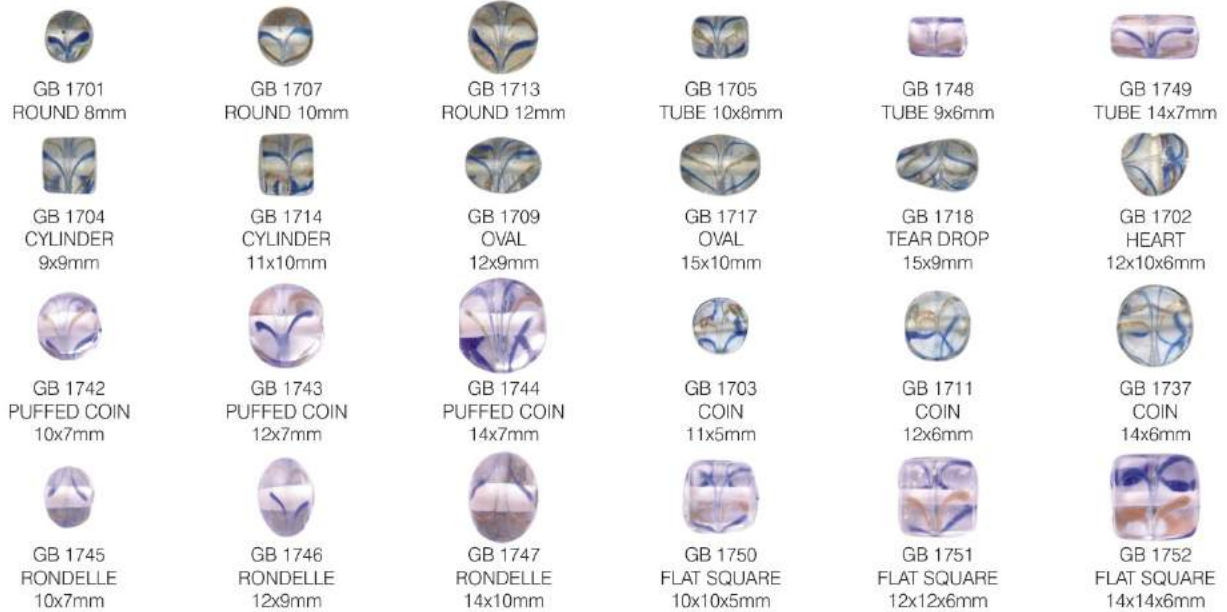 GB 1701
ROUND 8mm
GB 1707
ROUND 10mm
GB 1713
ROUND 12mm
GB 1705
TUBE 10x8mm
GB 1748
TUBE 9x6mm
GB 1749
TUBE 14x7mm
GB 1704
CYLINDER
9x9mm
GB 1714
CYLINDER
11x10mm
GB 1709
OVAL
12x9mm
GB 1717
OVAL
15x10mm
GB 1718
TEAR DROP
15x9mm
GB 1702
HEART
12x10x6mm
GB 1742
PUFFED COIN
10x7mm
GB 1743
PUFFED COIN
12x7mm
GB 1744
PUFFED COIN
14x7mm
GB 1703
COIN
11x5mm
GB 1711
COIN
12x6mm
GB 1737
COIN
14x6mm
GB 1745
RONDELLE
10x7mm
GB 1746
RONDELLE
12x9mm
GB 1747
RONDELLE
14x10mm
GB 1750
FLAT SQUARE
10x10x5mm
GB 1751
FLAT SQUARE
12x12x6mm
GB 1752
FLAT SQUARE
14x14x6mm